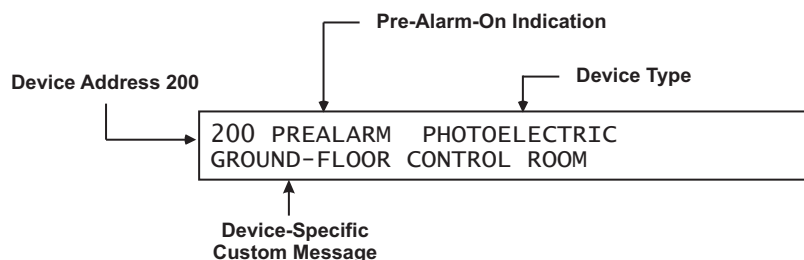 Pre-Alarm-On Indication
Device Address 200
Device Type
200 PREALARM PHOTOELECTRIC
GROUND-FLOOR CONTROL ROOM
Device-Specific
Custom Message